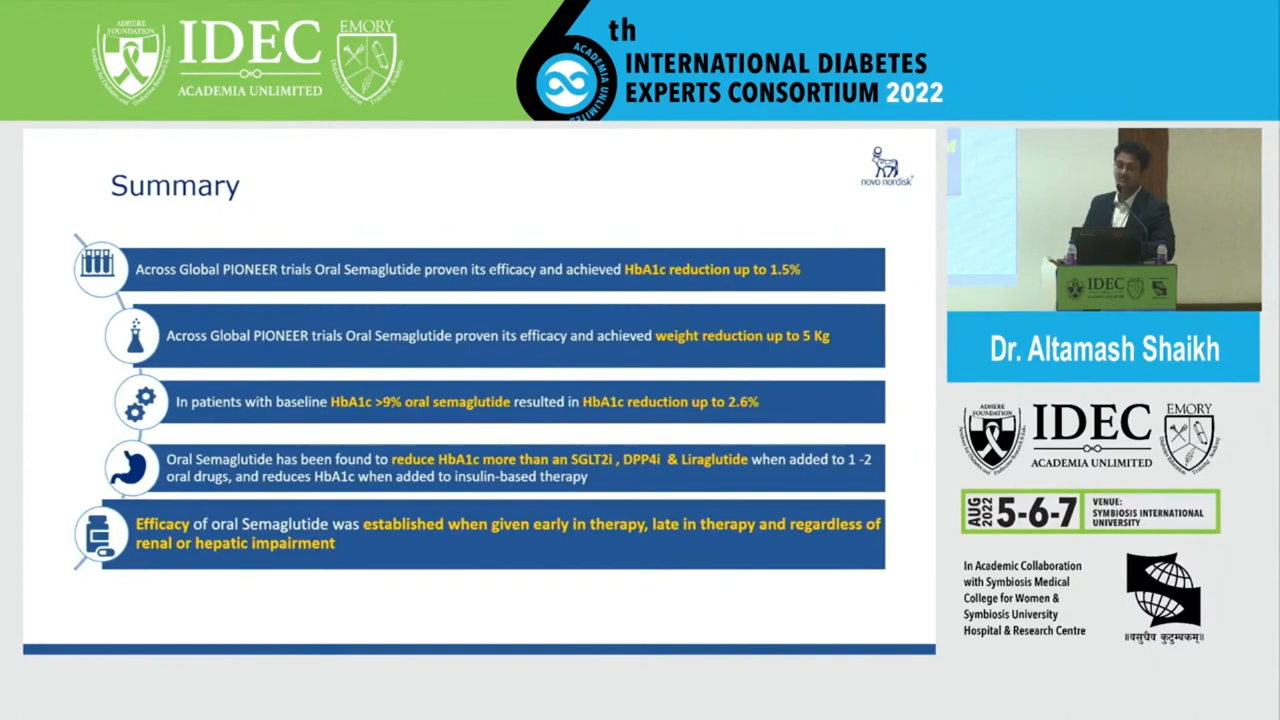 ADHERE
FOUNDATION
IDEC
ACADEMIA UNLIMITED
EMORY
6th
ACADEMIA UNLIMITED
INTERNATIONAL DIABETES
EXPERTS CONSORTIUM 2022
Summary
novo nordisk®
Across Global PIONEER trials Oral Semaglutide proven its efficacy and achieved HbA1c reduction up to 1.5%
Across Global PIONEER trials Oral Semaglutide proven its efficacy and achieved weight reduction up to 5 Kg
In patients with baseline HbA1c >9% oral semaglutide resulted in HbA1c reduction up to 2.6%
Oral Semaglutide has been found to reduce HbA1c more than an SGLT2i , DPP4i & Liraglutide when added to 1 -2
oral drugs, and reduces HbA1c when added to insulin-based therapy
Efficacy of oral Semaglutide was established when given early in therapy, late in therapy and regardless of
renal or hepatic impairment
IDEC
Dr. Altamash Shaikh
ADHERE
FOUNDATION
IDEC
ACADEMIA UNLIMITED
EMORY
AUG
2022
5-6-7
VENUE:
SYMBIOSIS INTERNATIONAL
UNIVERSITY
In Academic Collaboration
with Symbiosis Medical
College for Women &
Symbiosis University
Hospital & Research Centre
॥वसुधैव कुटुम्बकम्॥